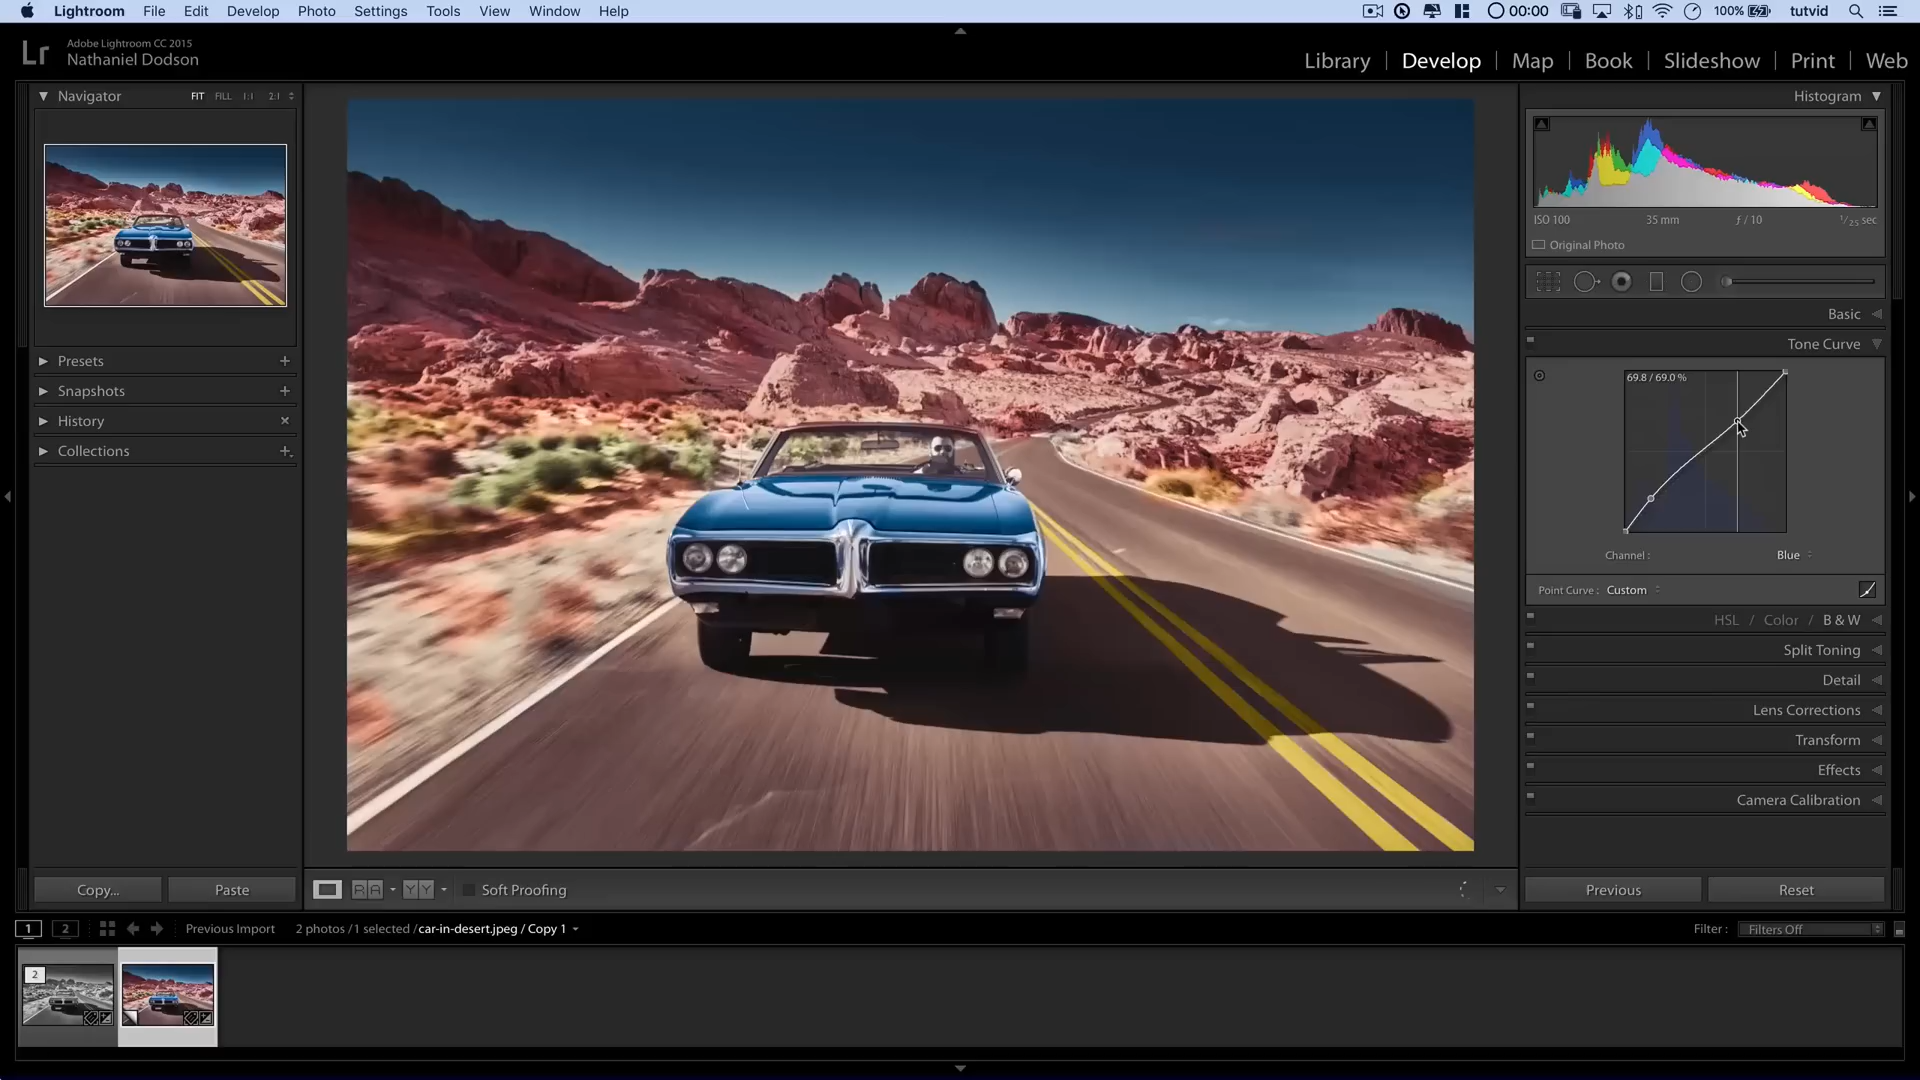 Lightroom File Edit Develop Photo Settings Tools View Window Help 00:00 100% tutvid
Lr Adobe Lightroom CC 2015
Nathaniel Dodson
Library | Develop | Map | Book | Slideshow | Print | Web
Navigator FIT FILL 1:1 2:1
Presets
Snapshots
History
Collections
Copy... Paste
Histogram
ISO 100 35 mm ƒ / 10 1/25 sec
Original Photo
Basic
Tone Curve
69.8 / 69.0 %
Channel : Blue
Point Curve : Custom
HSL / Color / B & W
Split Toning
Detail
Lens Corrections
Transform
Effects
Camera Calibration
Previous Reset
R A Y Y Soft Proofing
1 2 Previous Import 2 photos / 1 selected / car-in-desert.jpeg / Copy 1 Filter : Filters Off
2